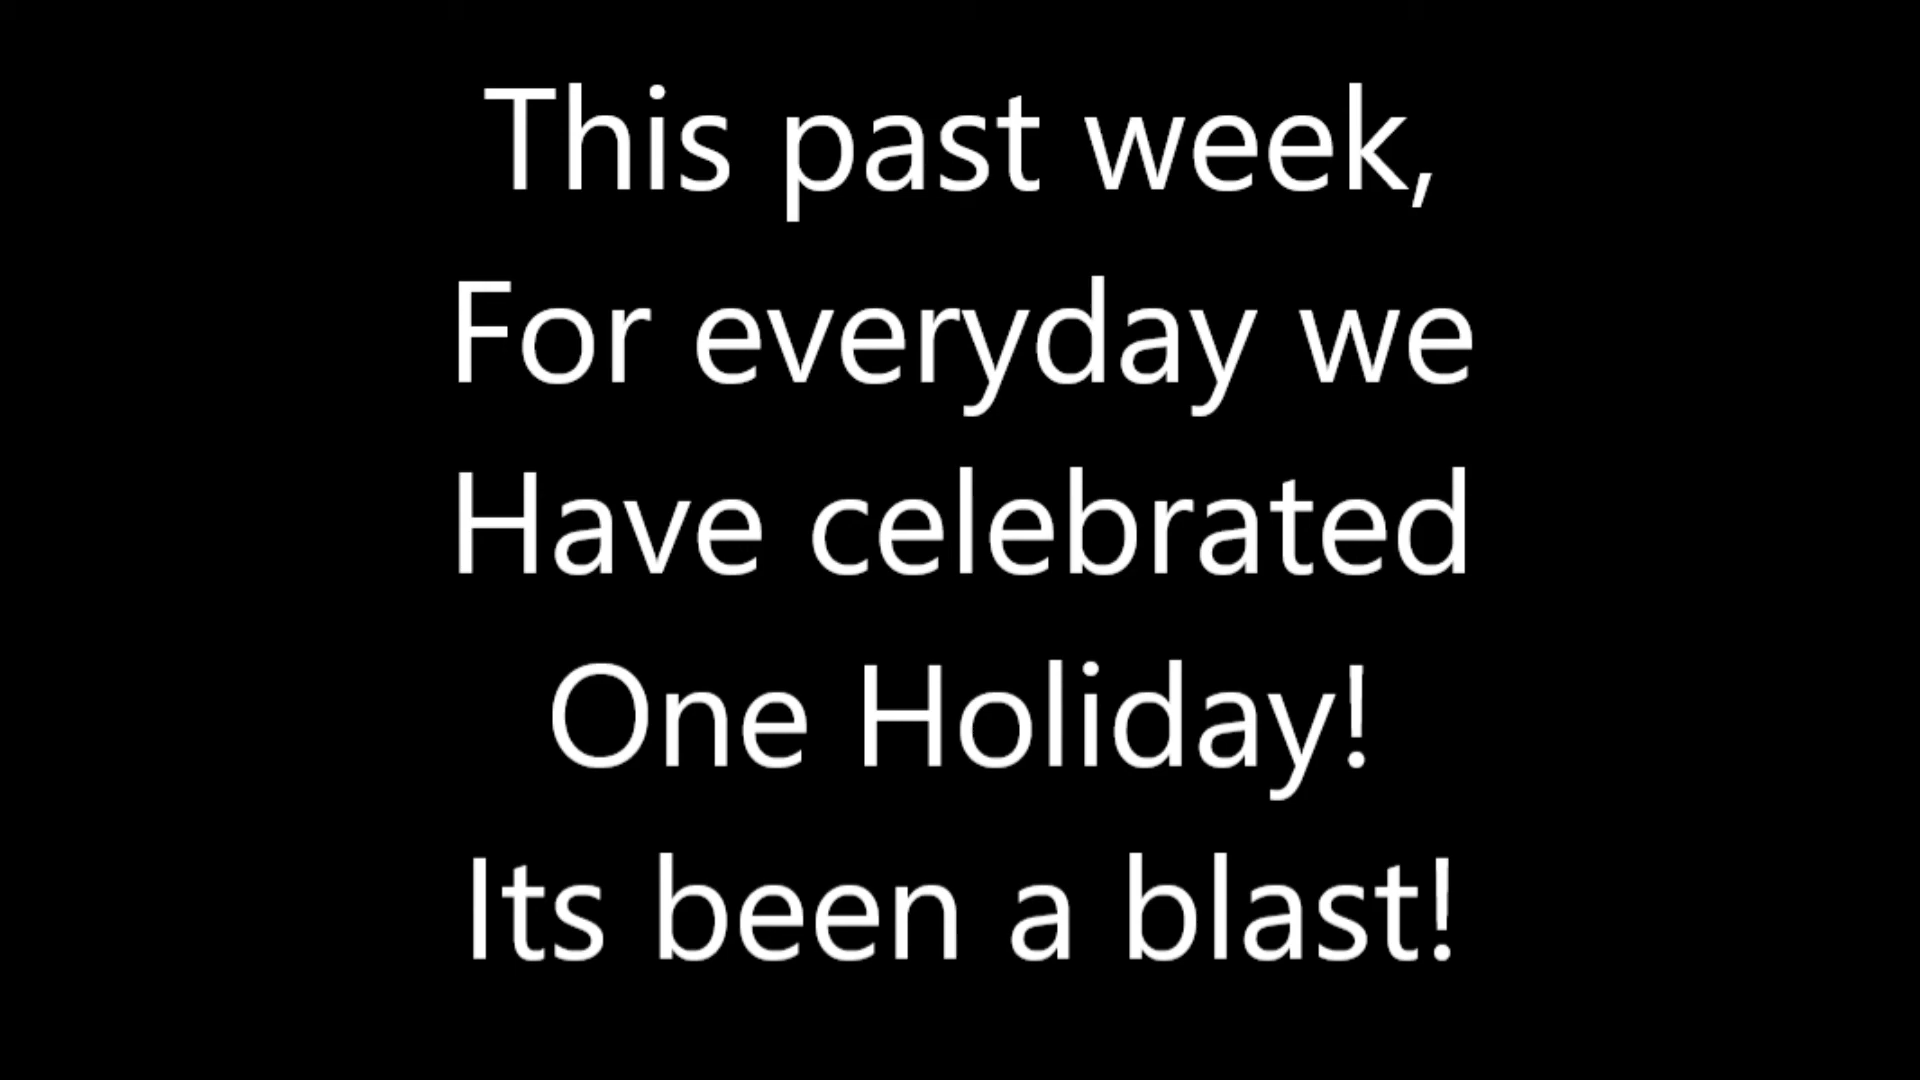 This past week,
For everyday we
Have celebrated
One Holiday!
Its been a blast!